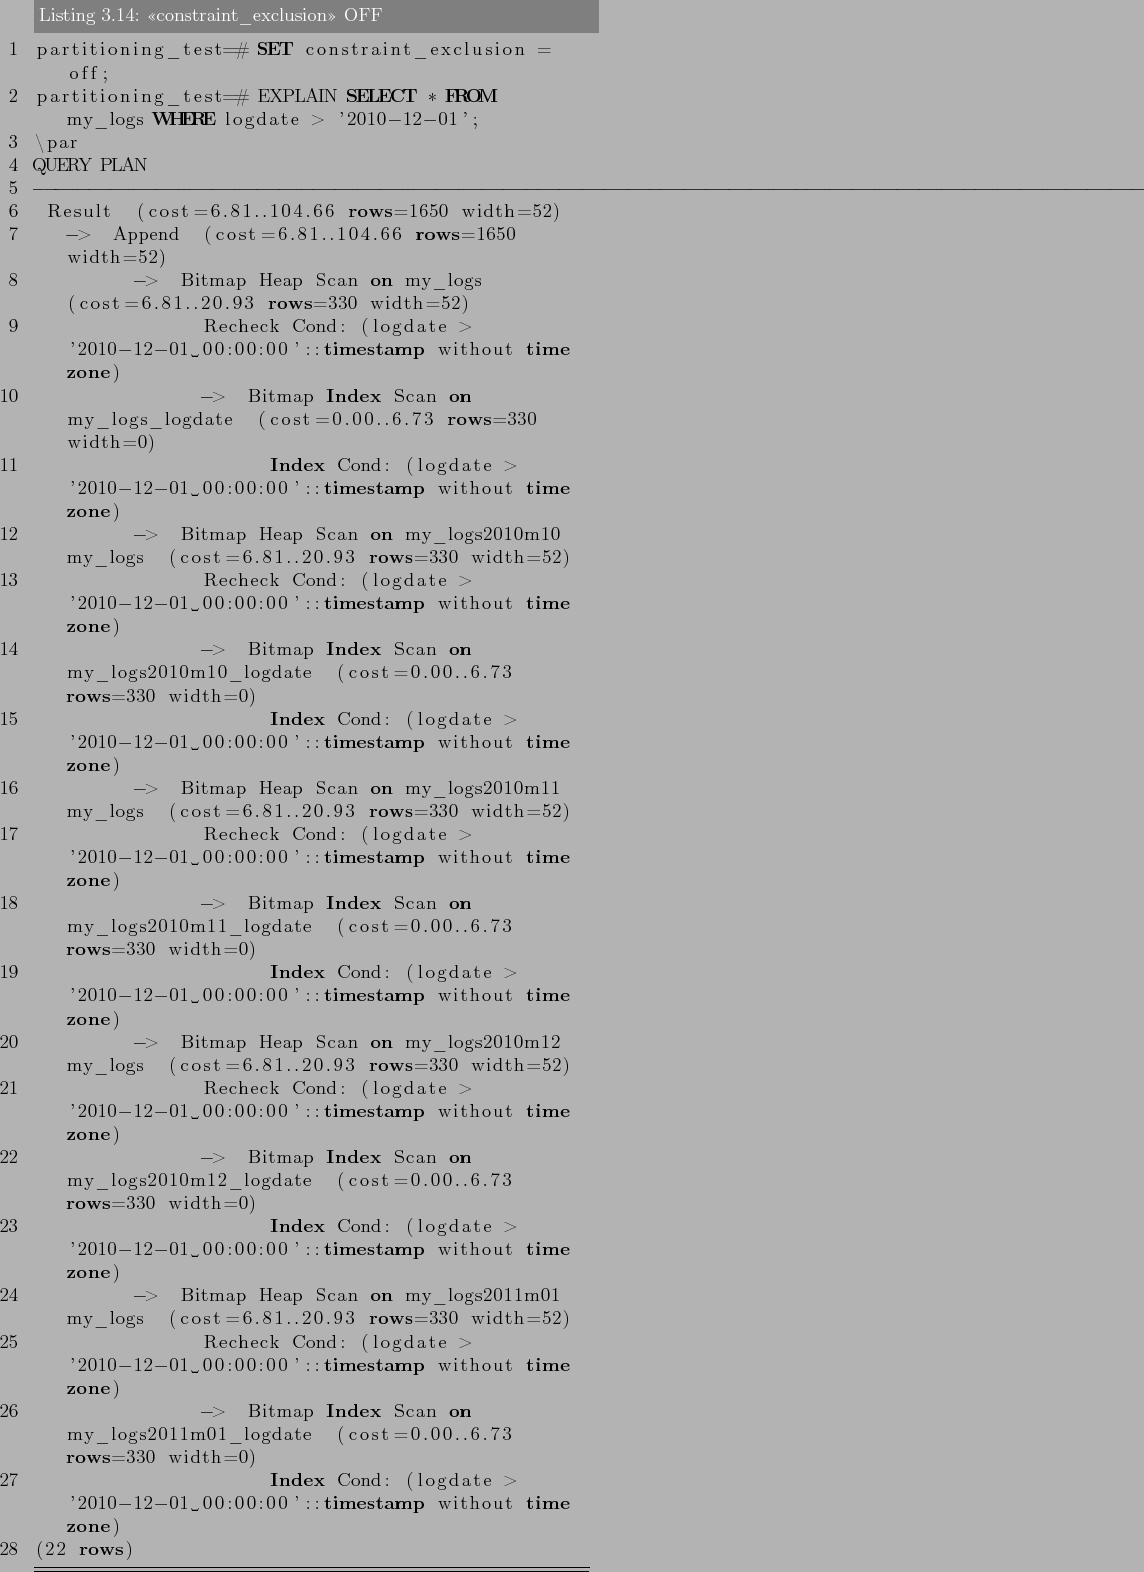 Listing 3.14: «constraint_exclusion» OFF
1 partitioning_test=# SET constraint_exclusion =
off;
2 partitioning_test=# EXPLAIN SELECT * FROM
my_logs WHERE logdate > '2010-12-01';
3 \par
4 QUERY PLAN
5
6 Result (cost=6.81..104.66 rows=1650 width=52)
7 -> Append (cost=6.81..104.66 rows=1650
width=52)
8 -> Bitmap Heap Scan on my_logs
(cost=6.81..20.93 rows=330 width=52)
9 Recheck Cond: (logdate >
'2010-12-01␣00:00:00'::timestamp without time
zone)
10 -> Bitmap Index Scan on
my_logs_logdate (cost=0.00..6.73 rows=330
width=0)
11 Index Cond: (logdate >
'2010-12-01␣00:00:00'::timestamp without time
zone)
12 -> Bitmap Heap Scan on my_logs2010m10
my_logs (cost=6.81..20.93 rows=330 width=52)
13 Recheck Cond: (logdate >
'2010-12-01␣00:00:00'::timestamp without time
zone)
14 -> Bitmap Index Scan on
my_logs2010m10_logdate (cost=0.00..6.73
rows=330 width=0)
15 Index Cond: (logdate >
'2010-12-01␣00:00:00'::timestamp without time
zone)
16 -> Bitmap Heap Scan on my_logs2010m11
my_logs (cost=6.81..20.93 rows=330 width=52)
17 Recheck Cond: (logdate >
'2010-12-01␣00:00:00'::timestamp without time
zone)
18 -> Bitmap Index Scan on
my_logs2010m11_logdate (cost=0.00..6.73
rows=330 width=0)
19 Index Cond: (logdate >
'2010-12-01␣00:00:00'::timestamp without time
zone)
20 -> Bitmap Heap Scan on my_logs2010m12
my_logs (cost=6.81..20.93 rows=330 width=52)
21 Recheck Cond: (logdate >
'2010-12-01␣00:00:00'::timestamp without time
zone)
22 -> Bitmap Index Scan on
my_logs2010m12_logdate (cost=0.00..6.73
rows=330 width=0)
23 Index Cond: (logdate >
'2010-12-01␣00:00:00'::timestamp without time
zone)
24 -> Bitmap Heap Scan on my_logs2011m01
my_logs (cost=6.81..20.93 rows=330 width=52)
25 Recheck Cond: (logdate >
'2010-12-01␣00:00:00'::timestamp without time
zone)
26 -> Bitmap Index Scan on
my_logs2011m01_logdate (cost=0.00..6.73
rows=330 width=0)
27 Index Cond: (logdate >
'2010-12-01␣00:00:00'::timestamp without time
zone)
28 (22 rows)